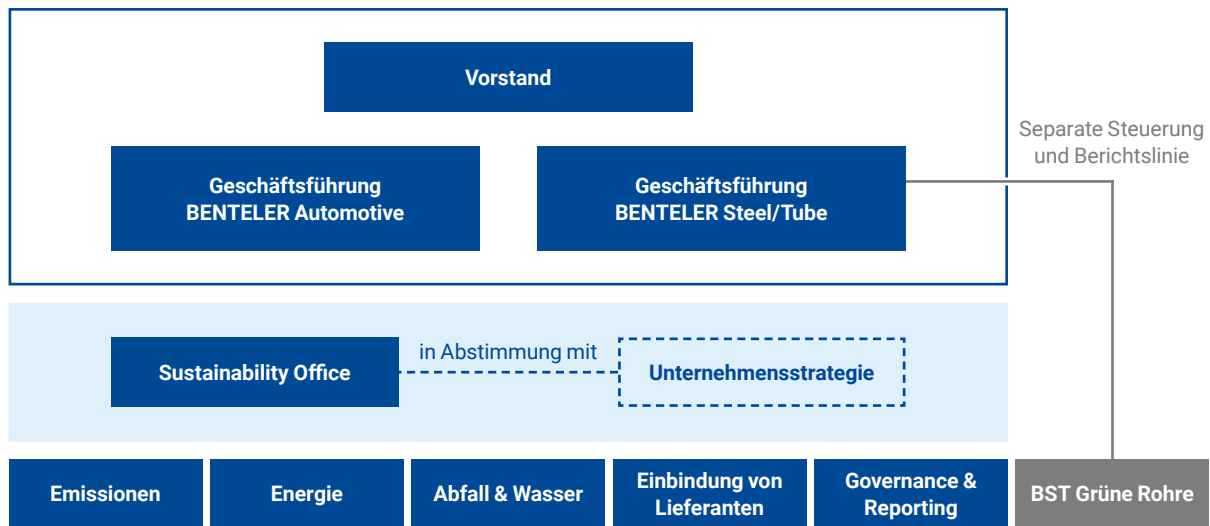 Vorstand
Separate Steuerung
und Berichtslinie
Geschäftsführung
BENTELER Automotive
Geschäftsführung
BENTELER Steel/Tube
Sustainability Office
in Abstimmung mit
Unternehmensstrategie
Emissionen
Energie
Abfall & Wasser
Einbindung von
Lieferanten
Governance &
Reporting
BST Grüne Rohre